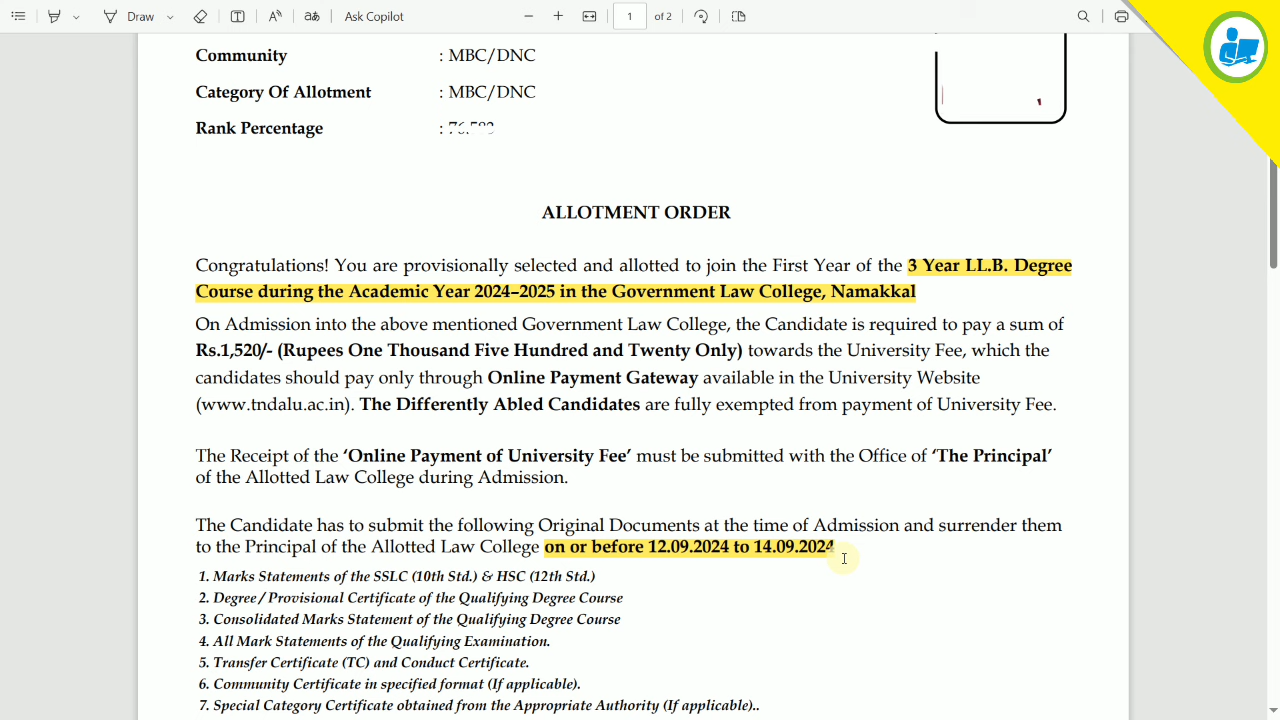 Draw
Ask Copilot
1 of 2
Community : MBC/DNC
Category Of Allotment : MBC/DNC
Rank Percentage :
ALLOTMENT ORDER
Congratulations! You are provisionally selected and allotted to join the First Year of the 3 Year LL.B. Degree
Course during the Academic Year 2024–2025 in the Government Law College, Namakkal
On Admission into the above mentioned Government Law College, the Candidate is required to pay a sum of
Rs.1,520/- (Rupees One Thousand Five Hundred and Twenty Only) towards the University Fee, which the
candidates should pay only through Online Payment Gateway available in the University Website
(www.tndalu.ac.in). The Differently Abled Candidates are fully exempted from payment of University Fee.
The Receipt of the ‘Online Payment of University Fee’ must be submitted with the Office of ‘The Principal’
of the Allotted Law College during Admission.
The Candidate has to submit the following Original Documents at the time of Admission and surrender them
to the Principal of the Allotted Law College on or before 12.09.2024 to 14.09.2024
1. Marks Statements of the SSLC (10th Std.) & HSC (12th Std.)
2. Degree/Provisional Certificate of the Qualifying Degree Course
3. Consolidated Marks Statement of the Qualifying Degree Course
4. All Mark Statements of the Qualifying Examination.
5. Transfer Certificate (TC) and Conduct Certificate.
6. Community Certificate in specified format (If applicable).
7. Special Category Certificate obtained from the Appropriate Authority (If applicable)..